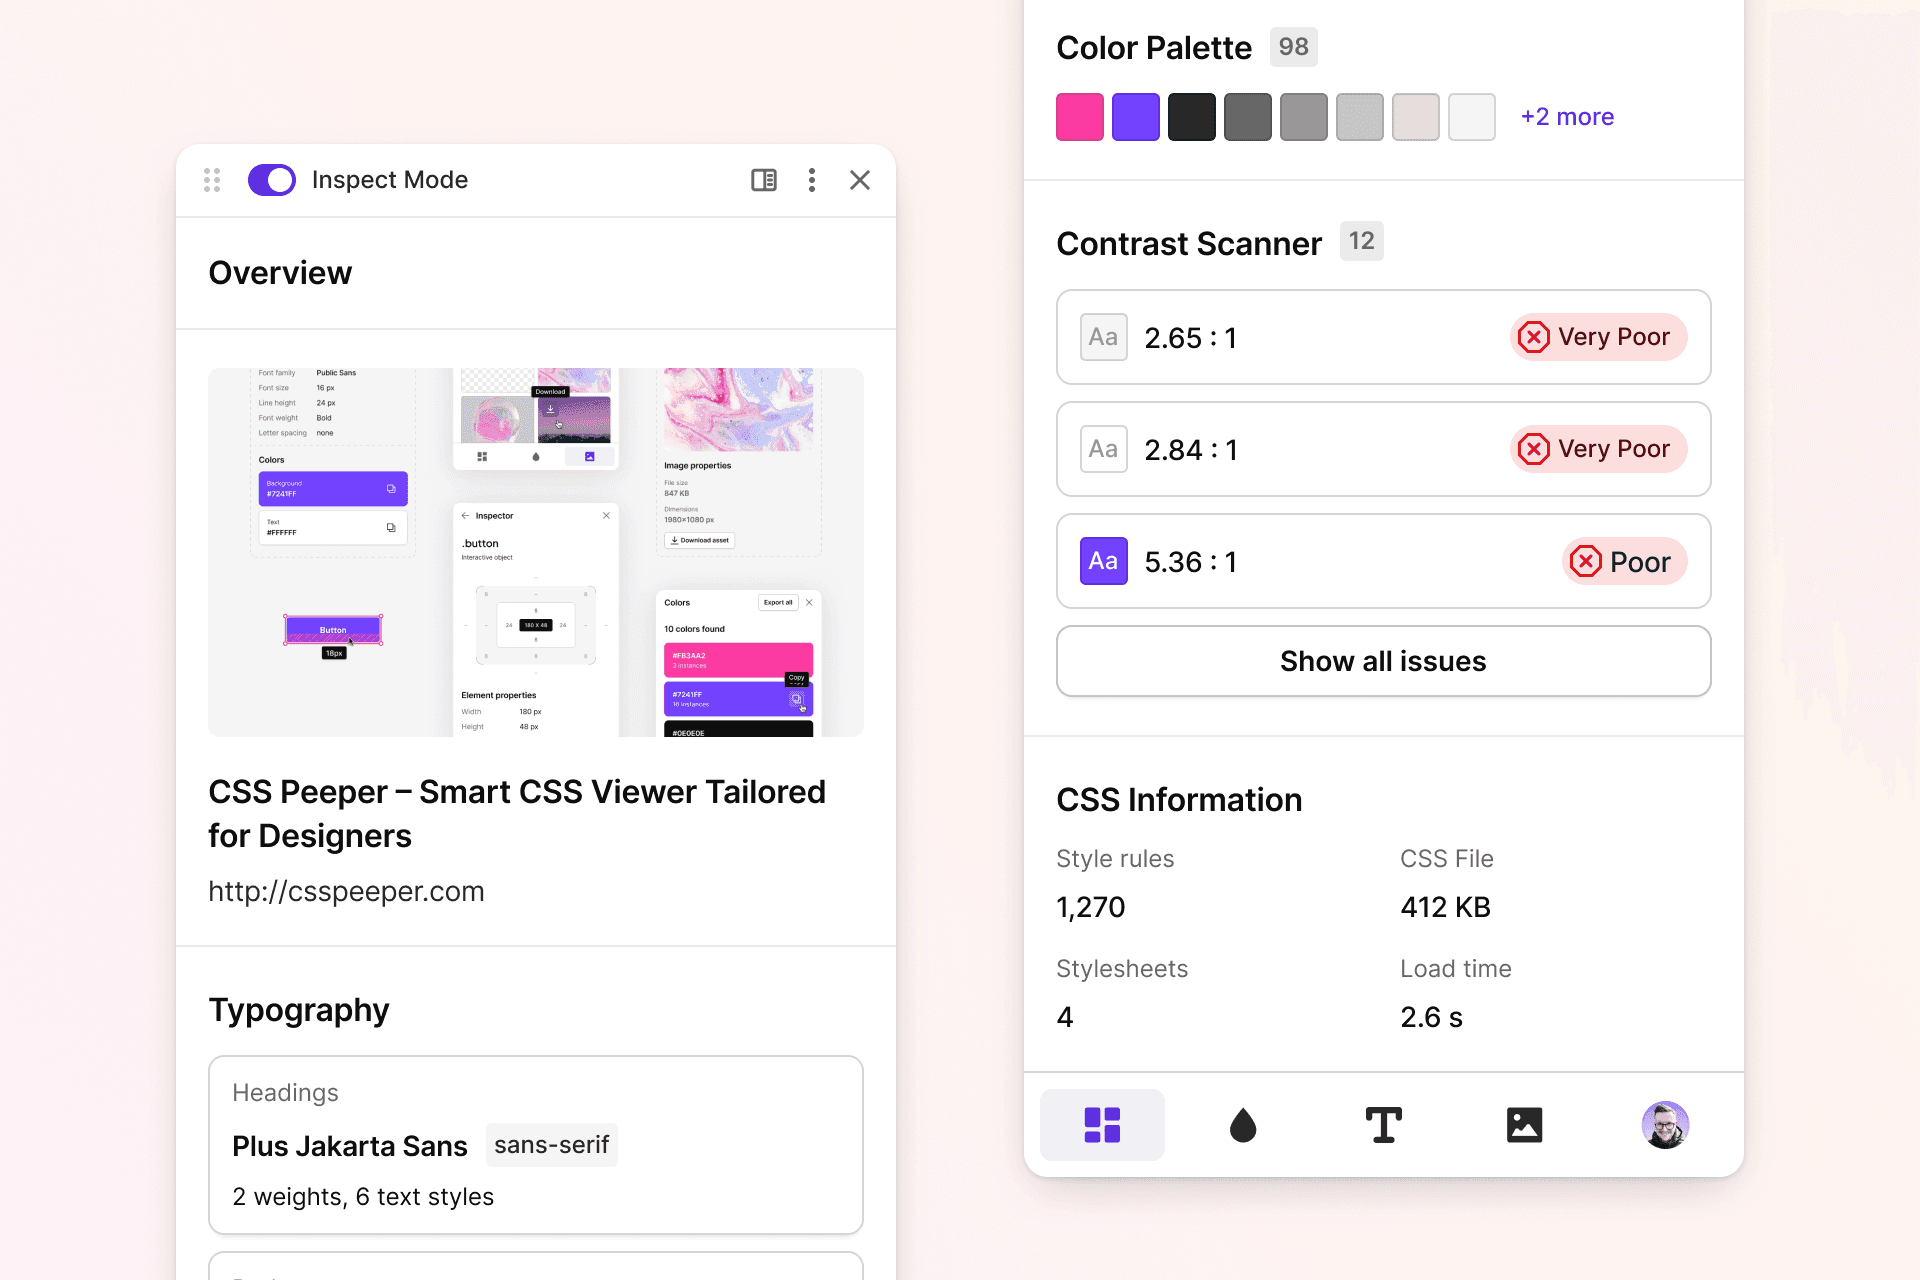 Inspect Mode
Overview
Font family Public Sans
Font size 16 px
Line height 24 px
Font weight Bold
Letter spacing none
Colors
Background
#7241FF
Text
#FFFFFF
Button
18px
Download
Inspector
.button
Interactive object
8
8
24 180 X 48 24
8
8
Element properties
Width 180 px
Height 48 px
Image properties
File size
847 KB
Dimensions
1980×1080 px
Download asset
Colors Export all
10 colors found
#FB3AA2
3 instances
Copy
#7241FF
16 instances
#0E0E0E
CSS Peeper – Smart CSS Viewer Tailored
for Designers
http://csspeeper.com
Typography
Headings
Plus Jakarta Sans sans-serif
2 weights, 6 text styles
Color Palette 98
+2 more
Contrast Scanner 12
Aa 2.65 : 1 Very Poor
Aa 2.84 : 1 Very Poor
Aa 5.36 : 1 Poor
Show all issues
CSS Information
Style rules CSS File
1,270 412 KB
Stylesheets Load time
4 2.6 s